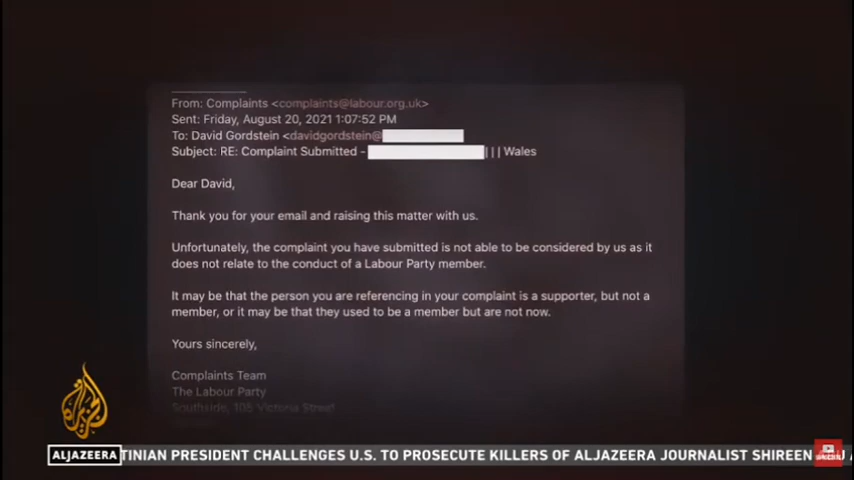 From: Complaints <complaints@labour.org.uk>
Sent: Friday, August 20, 2021 1:07:52 PM
To: David Gordstein <davidgordstein@
Subject: RE: Complaint Submitted - ||| Wales
Dear David,
Thank you for your email and raising this matter with us.
Unfortunately, the complaint you have submitted is not able to be considered by us as it
does not relate to the conduct of a Labour Party member.
It may be that the person you are referencing in your complaint is a supporter, but not a
member, or it may be that they used to be a member but are not now.
Yours sincerely,
Complaints Team
The Labour Party
Southside, 105 Victoria Street
الجزيرة
ALJAZEERA
TINIAN PRESIDENT CHALLENGES U.S. TO PROSECUTE KILLERS OF ALJAZEERA JOURNALIST SHIREEN